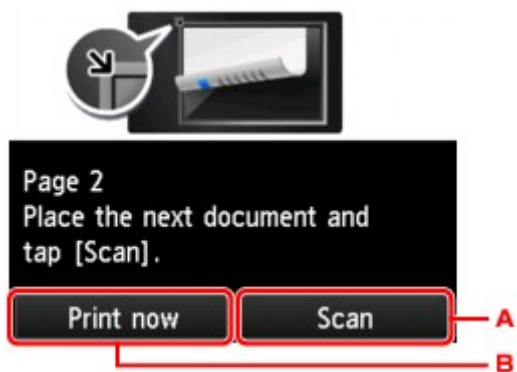 Page 2
Place the next document and
tap [Scan].
Print now Scan A
B